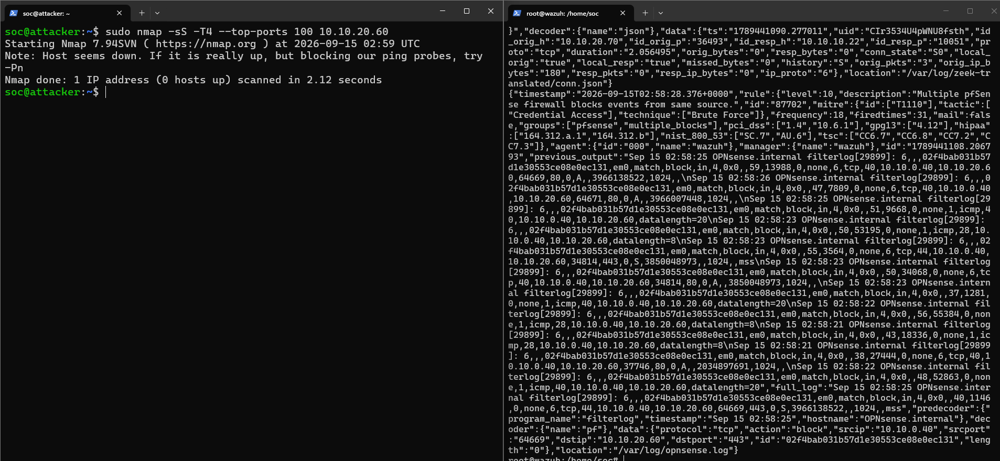 soc@attacker: ~
soc@attacker:~$ sudo nmap -sS -T4 --top-ports 100 10.10.20.60
Starting Nmap 7.94SVN ( https://nmap.org ) at 2026-09-15 02:59 UTC
Note: Host seems down. If it is really up, but blocking our ping probes, try
-Pn
Nmap done: 1 IP address (0 hosts up) scanned in 2.12 seconds
soc@attacker:~$
root@wazuh: /home/soc
}","decoder":{"name":"json"},"data":{"ts":"1789441090.277011","uid":"CIr3534U4pWNU8fsth","id
_orig_h":"10.10.20.70","id_orig_p":"36493","id_resp_h":"10.10.10.22","id_resp_p":"10051","pr
oto":"tcp","duration":"2.056495","orig_bytes":"0","resp_bytes":"0","conn_state":"S0","local_
orig":"true","local_resp":"true","missed_bytes":"0","history":"S","orig_pkts":"3","orig_ip_b
ytes":"180","resp_pkts":"0","resp_ip_bytes":"0","ip_proto":"6"},"location":"/var/log/zeek-tr
anslated/conn.json"}
{"timestamp":"2026-09-15T02:58:28.376+0000","rule":{"level":10,"description":"Multiple pfSen
se firewall blocks events from same source.","id":"87702","mitre":{"id":["T1110"],"tactic":[
"Credential Access"],"technique":["Brute Force"]},"frequency":18,"firedtimes":31,"mail":fals
e,"groups":["pfsense","multiple_blocks"],"pci_dss":["1.4","10.6.1"],"gpg13":["4.12"],"hipaa"
:["164.312.a.1","164.312.b"],"nist_800_53":["SC.7","AU.6"],"tsc":["CC6.7","CC6.8","CC7.2","C
C7.3"]},"agent":{"id":"000","name":"wazuh"},"manager":{"name":"wazuh"},"id":"1789441108.2067
93","previous_output":"Sep 15 02:58:25 OPNsense.internal filterlog[29899]: 6,,,02f4bab031b57
d1e30553ce08e0ec131,em0,match,block,in,4,0x0,,59,13988,0,none,6,tcp,40,10.10.0.40,10.10.20.6
0,64669,80,0,A,,3966138522,1024,,\nSep 15 02:58:26 OPNsense.internal filterlog[29899]: 6,,,0
2f4bab031b57d1e30553ce08e0ec131,em0,match,block,in,4,0x0,,47,7809,0,none,6,tcp,40,10.10.0.40
,10.10.20.60,64671,80,0,A,,3966007448,1024,,\nSep 15 02:58:25 OPNsense.internal filterlog[29
899]: 6,,,02f4bab031b57d1e30553ce08e0ec131,em0,match,block,in,4,0x0,,51,9668,0,none,1,icmp,4
0,10.10.0.40,10.10.20.60,datalength=20\nSep 15 02:58:23 OPNsense.internal filterlog[29899]:
6,,,02f4bab031b57d1e30553ce08e0ec131,em0,match,block,in,4,0x0,,50,53195,0,none,1,icmp,28,10.
10.0.40,10.10.20.60,datalength=8\nSep 15 02:58:23 OPNsense.internal filterlog[29899]: 6,,,02
f4bab031b57d1e30553ce08e0ec131,em0,match,block,in,4,0x0,,55,3564,0,none,6,tcp,44,10.10.0.40,
10.10.20.60,34814,443,0,S,3850048973,,1024,,mss\nSep 15 02:58:23 OPNsense.internal filterlog
[29899]: 6,,,02f4bab031b57d1e30553ce08e0ec131,em0,match,block,in,4,0x0,,50,34068,0,none,6,tc
p,40,10.10.0.40,10.10.20.60,34814,80,0,A,,3850048973,1024,,\nSep 15 02:58:23 OPNsense.intern
al filterlog[29899]: 6,,,02f4bab031b57d1e30553ce08e0ec131,em0,match,block,in,4,0x0,,37,1281,
0,none,1,icmp,40,10.10.0.40,10.10.20.60,datalength=20\nSep 15 02:58:22 OPNsense.internal fil
terlog[29899]: 6,,,02f4bab031b57d1e30553ce08e0ec131,em0,match,block,in,4,0x0,,56,55384,0,non
e,1,icmp,28,10.10.0.40,10.10.20.60,datalength=8\nSep 15 02:58:21 OPNsense.internal filterlog
[29899]: 6,,,02f4bab031b57d1e30553ce08e0ec131,em0,match,block,in,4,0x0,,43,18336,0,none,1,ic
mp,28,10.10.0.40,10.10.20.60,datalength=8\nSep 15 02:58:21 OPNsense.internal filterlog[29899
]: 6,,,02f4bab031b57d1e30553ce08e0ec131,em0,match,block,in,4,0x0,,38,27444,0,none,6,tcp,40,1
0.10.0.40,10.10.20.60,37746,80,0,A,,2034897691,1024,,\nSep 15 02:58:22 OPNsense.internal fil
terlog[29899]: 6,,,02f4bab031b57d1e30553ce08e0ec131,em0,match,block,in,4,0x0,,48,52863,0,non
e,1,icmp,40,10.10.0.40,10.10.20.60,datalength=20","full_log":"Sep 15 02:58:25 OPNsense.inter
nal filterlog[29899]: 6,,,02f4bab031b57d1e30553ce08e0ec131,em0,match,block,in,4,0x0,,40,1146
,0,none,6,tcp,44,10.10.0.40,10.10.20.60,64669,443,0,S,3966138522,,1024,,mss","predecoder":{"
program_name":"filterlog","timestamp":"Sep 15 02:58:25","hostname":"OPNsense.internal"},"dec
oder":{"name":"pf"},"data":{"protocol":"tcp","action":"block","srcip":"10.10.0.40","srcport"
:"64669","dstip":"10.10.20.60","dstport":"443","id":"02f4bab031b57d1e30553ce08e0ec131","leng
th":"0"},"location":"/var/log/opnsense.log"}
root@wazuh:/home/soc#